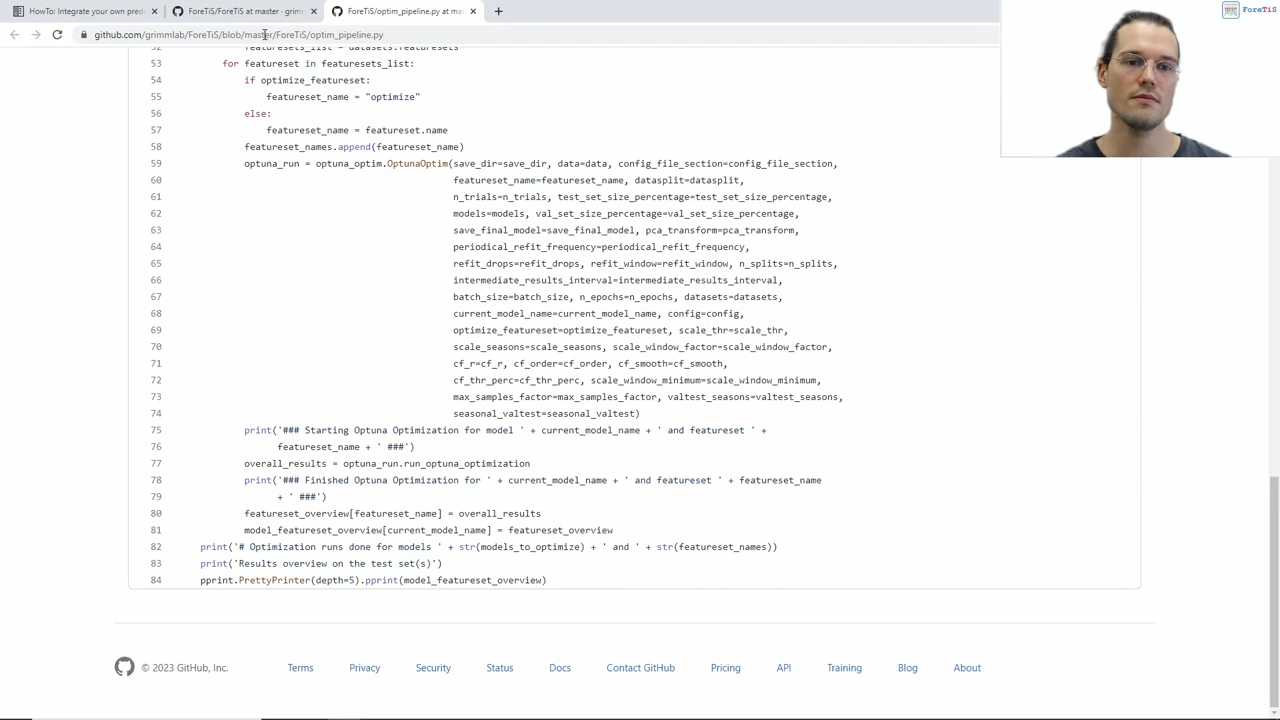 HowTo: Integrate your own pred
ForeTiS/ForeTiS at master · grimm
ForeTiS/optim_pipeline.py at ma
ForeTiS
github.com/grimmlab/ForeTiS/blob/master/ForeTiS/optim_pipeline.py
52 featuresets_list = datasets.featuresets
53 for featureset in featuresets_list:
54 if optimize_featureset:
55 featureset_name = "optimize"
56 else:
57 featureset_name = featureset.name
58 featureset_names.append(featureset_name)
59 optuna_run = optuna_optim.OptunaOptim(save_dir=save_dir, data=data, config_file_section=config_file_section,
60 featureset_name=featureset_name, datasplit=datasplit,
61 n_trials=n_trials, test_set_size_percentage=test_set_size_percentage,
62 models=models, val_set_size_percentage=val_set_size_percentage,
63 save_final_model=save_final_model, pca_transform=pca_transform,
64 periodical_refit_frequency=periodical_refit_frequency,
65 refit_drops=refit_drops, refit_window=refit_window, n_splits=n_splits,
66 intermediate_results_interval=intermediate_results_interval,
67 batch_size=batch_size, n_epochs=n_epochs, datasets=datasets,
68 current_model_name=current_model_name, config=config,
69 optimize_featureset=optimize_featureset, scale_thr=scale_thr,
70 scale_seasons=scale_seasons, scale_window_factor=scale_window_factor,
71 cf_r=cf_r, cf_order=cf_order, cf_smooth=cf_smooth,
72 cf_thr_perc=cf_thr_perc, scale_window_minimum=scale_window_minimum,
73 max_samples_factor=max_samples_factor, valtest_seasons=valtest_seasons,
74 seasonal_valtest=seasonal_valtest)
75 print('### Starting Optuna Optimization for model ' + current_model_name + ' and featureset ' +
76 featureset_name + ' ###')
77 overall_results = optuna_run.run_optuna_optimization
78 print('### Finished Optuna Optimization for ' + current_model_name + ' and featureset ' + featureset_name
79 + ' ###')
80 featureset_overview[featureset_name] = overall_results
81 model_featureset_overview[current_model_name] = featureset_overview
82 print('# Optimization runs done for models ' + str(models_to_optimize) + ' and ' + str(featureset_names))
83 print('Results overview on the test set(s)')
84 pprint.PrettyPrinter(depth=5).pprint(model_featureset_overview)
© 2023 GitHub, Inc. Terms Privacy Security Status Docs Contact GitHub Pricing API Training Blog About